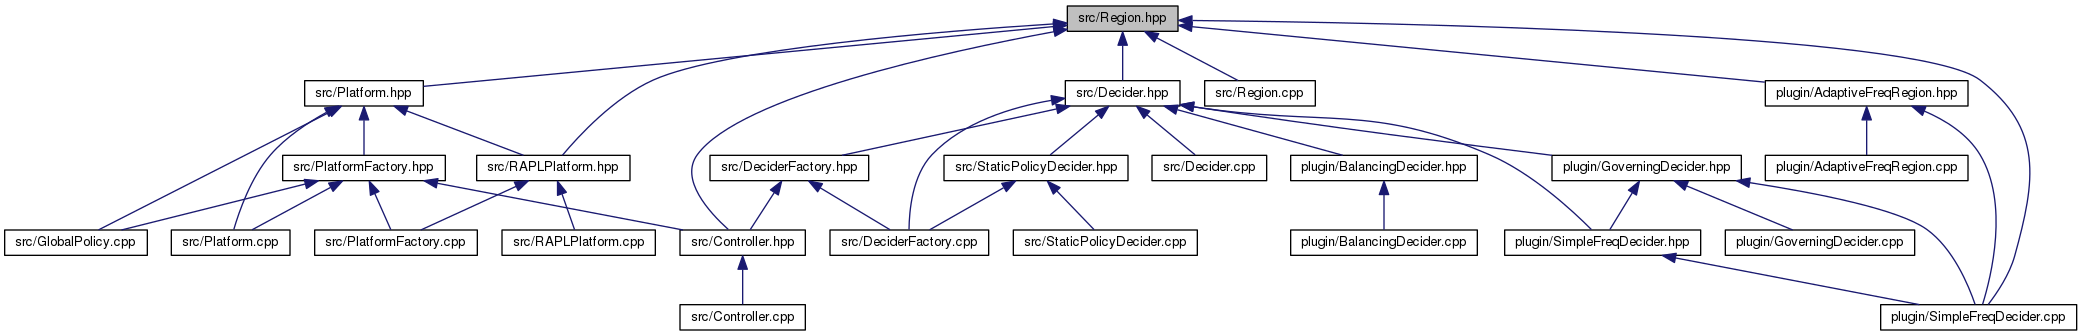 src/Region.hpp
src/Platform.hpp
src/Decider.hpp
src/Region.cpp
plugin/AdaptiveFreqRegion.hpp
src/PlatformFactory.hpp
src/RAPLPlatform.hpp
src/DeciderFactory.hpp
src/StaticPolicyDecider.hpp
src/Decider.cpp
plugin/BalancingDecider.hpp
plugin/GoverningDecider.hpp
plugin/AdaptiveFreqRegion.cpp
src/GlobalPolicy.cpp
src/Platform.cpp
src/PlatformFactory.cpp
src/RAPLPlatform.cpp
src/Controller.hpp
src/DeciderFactory.cpp
src/StaticPolicyDecider.cpp
plugin/BalancingDecider.cpp
plugin/SimpleFreqDecider.hpp
plugin/GoverningDecider.cpp
src/Controller.cpp
plugin/SimpleFreqDecider.cpp